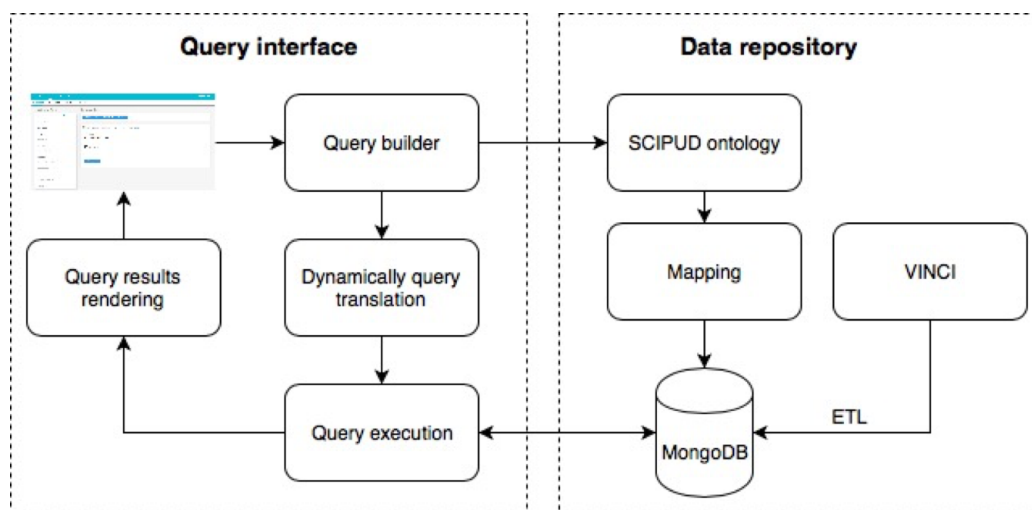 Query interface
Data repository
Query builder
SCIPUD ontology
Query results
rendering
Dynamically query
translation
Mapping
VINCI
Query execution
MongoDB
ETL